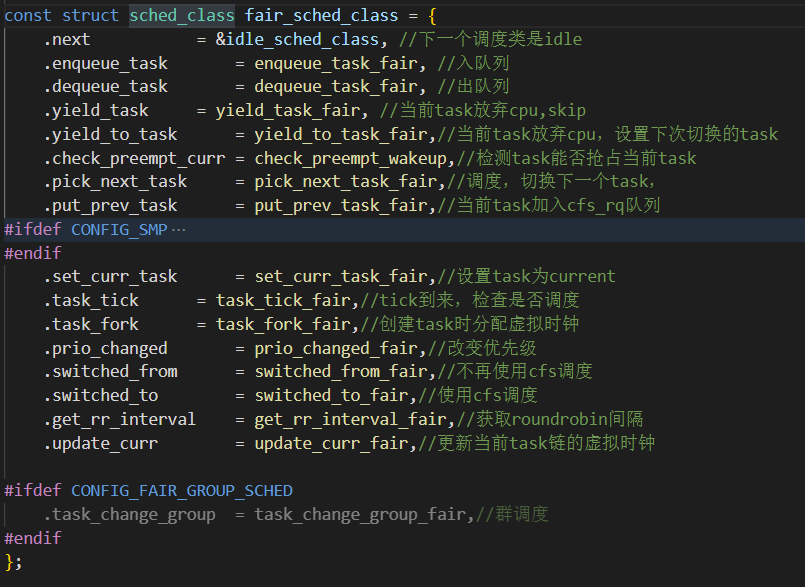 const struct sched_class fair_sched_class = {
.next = &idle_sched_class, //下一个调度类是idle
.enqueue_task = enqueue_task_fair, //入队列
.dequeue_task = dequeue_task_fair, //出队列
.yield_task = yield_task_fair, //当前task放弃cpu,skip
.yield_to_task = yield_to_task_fair,//当前task放弃cpu，设置下次切换的task
.check_preempt_curr = check_preempt_wakeup,//检测task能否抢占当前task
.pick_next_task = pick_next_task_fair,//调度，切换下一个task，
.put_prev_task = put_prev_task_fair,//当前task加入cfs_rq队列
#ifdef CONFIG_SMP…
#endif
.set_curr_task = set_curr_task_fair,//设置task为current
.task_tick = task_tick_fair,//tick到来，检查是否调度
.task_fork = task_fork_fair,//创建task时分配虚拟时钟
.prio_changed = prio_changed_fair,//改变优先级
.switched_from = switched_from_fair,//不再使用cfs调度
.switched_to = switched_to_fair,//使用cfs调度
.get_rr_interval = get_rr_interval_fair,//获取roundrobin间隔
.update_curr = update_curr_fair,//更新当前task链的虚拟时钟
#ifdef CONFIG_FAIR_GROUP_SCHED
.task_change_group = task_change_group_fair,//群调度
#endif
};